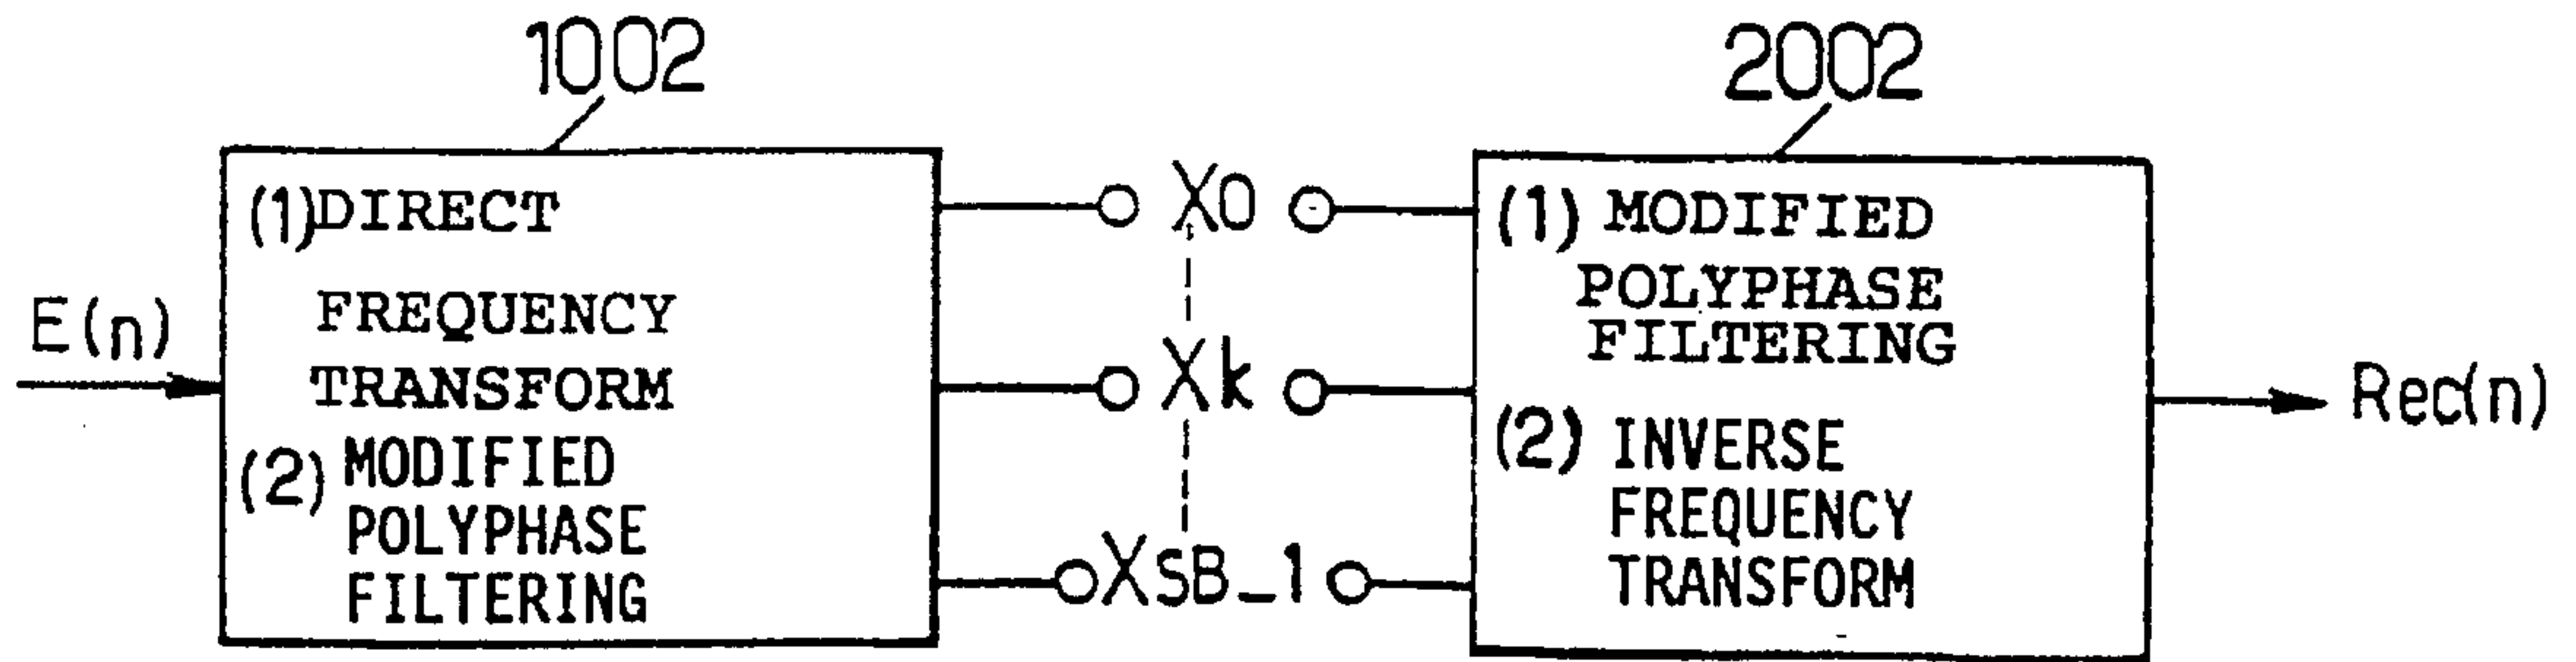 1002
2002
(1) DIRECT
FREQUENCY
TRANSFORM
(2) MODIFIED
POLYPHASE
FILTERING
E(n)
X0
Xk
XSB_1
(1) MODIFIED
POLYPHASE
FILTERING
(2) INVERSE
FREQUENCY
TRANSFORM
Rec(n)